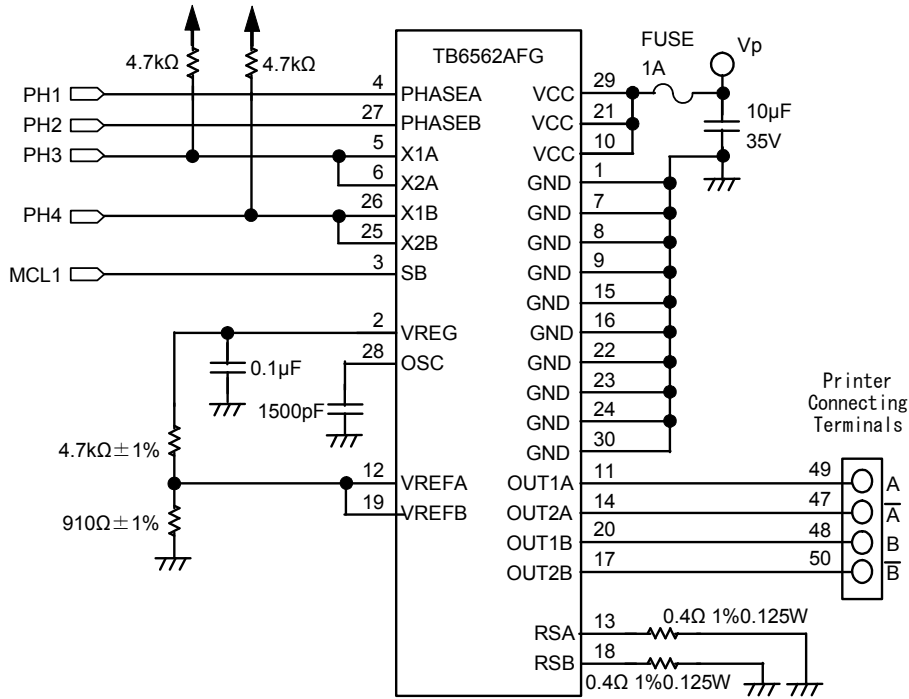 4.7kΩ
4.7kΩ
TB6562AFG
FUSE
1A
Vp
PH1
4
PHASEA
PH2
27
PHASEB
PH3
5
X1A
6
X2A
PH4
26
X1B
25
X2B
MCL1
3
SB
2
VREG
28
OSC
0.1µF
1500pF
4.7kΩ±1%
12
VREFA
19
VREFB
910Ω±1%
VCC
29
VCC
21
VCC
10
10µF
35V
GND
1
GND
7
GND
8
GND
9
GND
15
GND
16
GND
22
GND
23
GND
24
GND
30
Printer
Connecting
Terminals
OUT1A
11
49
A
OUT2A
14
47
A̅
OUT1B
20
48
B
OUT2B
17
50
B̅
RSA
13
0.4Ω 1%0.125W
RSB
18
0.4Ω 1%0.125W